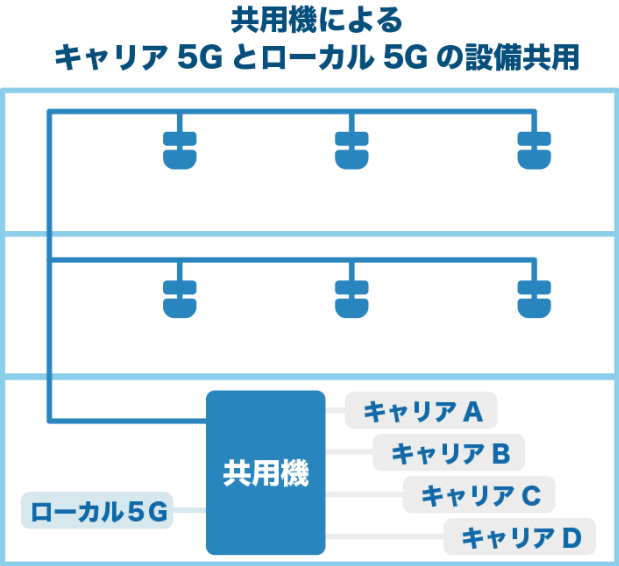 共用機による
キャリア 5G とローカル 5G の設備共用
キャリア A
キャリア B
共用機
キャリア C
ローカル5G
キャリア D